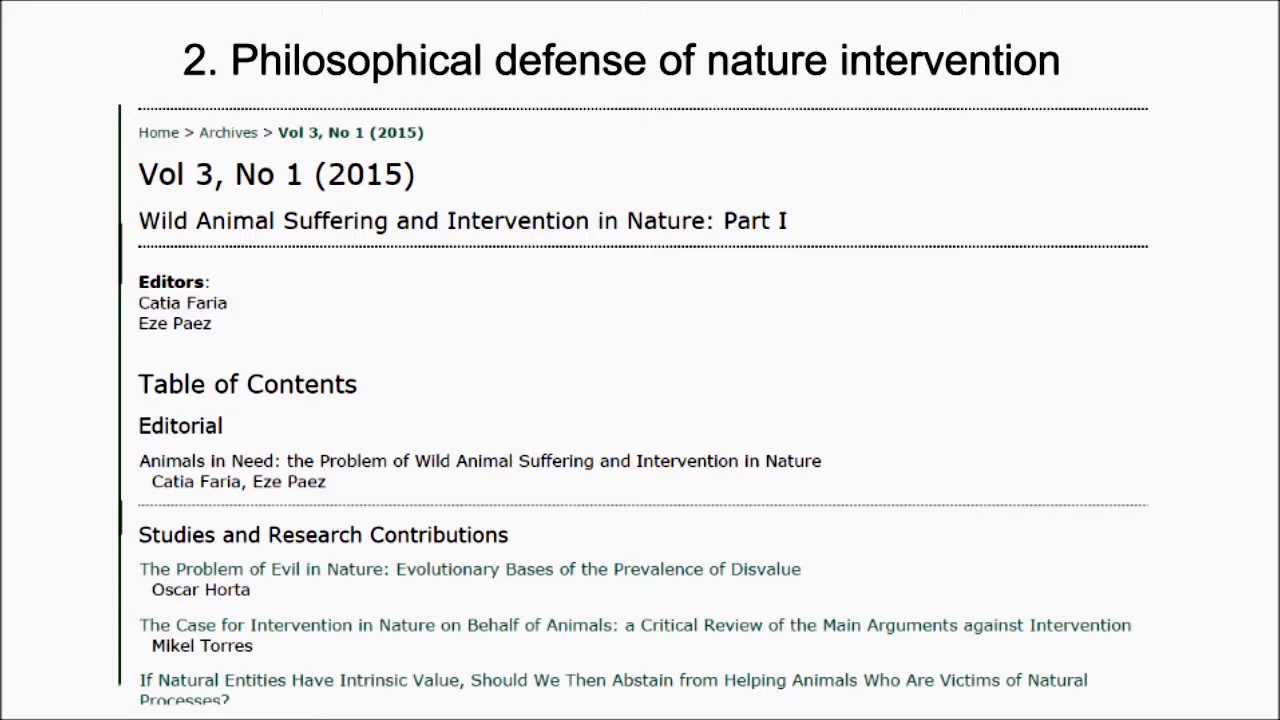 2. Philosophical defense of nature intervention
Home > Archives > Vol 3, No 1 (2015)
Vol 3, No 1 (2015)
Wild Animal Suffering and Intervention in Nature: Part I
Editors:
Catia Faria
Eze Paez
Table of Contents
Editorial
Animals in Need: the Problem of Wild Animal Suffering and Intervention in Nature
Catia Faria, Eze Paez
Studies and Research Contributions
The Problem of Evil in Nature: Evolutionary Bases of the Prevalence of Disvalue
Oscar Horta
The Case for Intervention in Nature on Behalf of Animals: a Critical Review of the Main Arguments against Intervention
Mikel Torres
If Natural Entities Have Intrinsic Value, Should We Then Abstain from Helping Animals Who Are Victims of Natural
Processes?